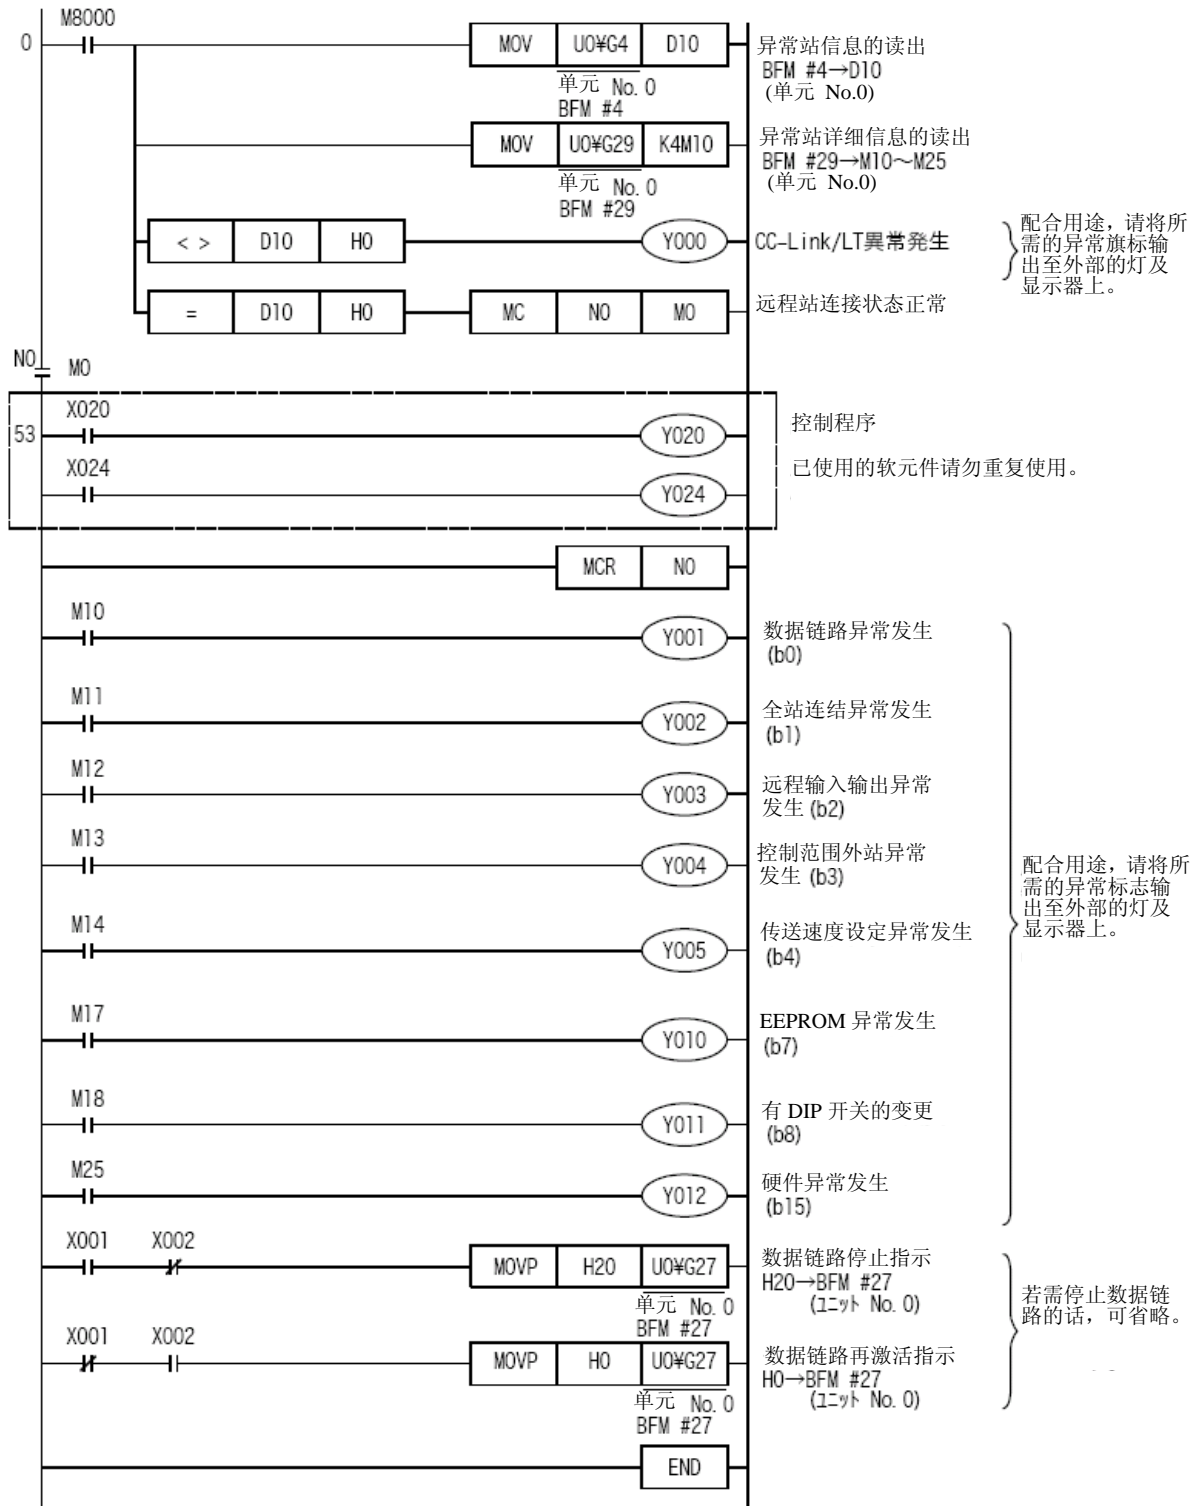 M8000
0
MOV U0¥G4 D10
异常站信息的读出
BFM #4→D10
(单元 No.0)
单元 No. 0
BFM #4
MOV U0¥G29 K4M10
异常站详细信息的读出
BFM #29→M10～M25
(单元 No.0)
单元 No. 0
BFM #29
< > D10 H0
Y000
CC-Link/LT異常発生
配合用途，请将所
需的异常旗标输
出至外部的灯及
显示器上。
= D10 H0
MC N0 M0
远程站连接状态正常
N0 M0
X020
53
Y020
控制程序
X024
Y024
已使用的软元件请勿重复使用。
MCR N0
M10
Y001
数据链路异常发生
(b0)
M11
Y002
全站连结异常发生
(b1)
M12
Y003
远程输入输出异常
发生 (b2)
M13
Y004
控制范围外站异常
发生 (b3)
配合用途，请将所
需的异常标志输
出至外部的灯及
显示器上。
M14
Y005
传送速度设定异常发生
(b4)
M17
Y010
EEPROM 异常发生
(b7)
M18
Y011
有 DIP 开关的变更
(b8)
M25
Y012
硬件异常发生
(b15)
X001 X002
MOVP H20 U0¥G27
数据链路停止指示
H20→BFM #27
(ﾕﾆｯﾄ No. 0)
单元 No. 0
BFM #27
若需停止数据链
路的话，可省略。
X001 X002
MOVP H0 U0¥G27
数据链路再激活指示
H0→BFM #27
(ﾕﾆｯﾄ No. 0)
单元 No. 0
BFM #27
END